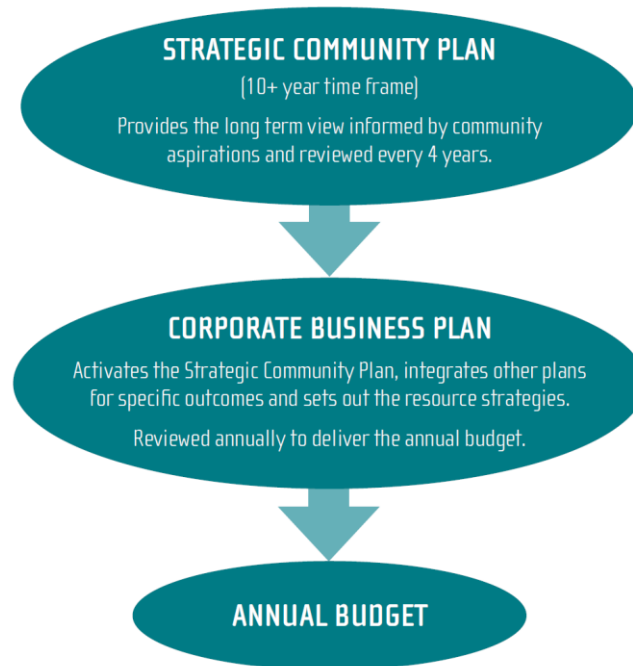 STRATEGIC COMMUNITY PLAN
(10+ year time frame)
Provides the long term view informed by community
aspirations and reviewed every 4 years.
CORPORATE BUSINESS PLAN
Activates the Strategic Community Plan, integrates other plans
for specific outcomes and sets out the resource strategies.
Reviewed annually to deliver the annual budget.
ANNUAL BUDGET